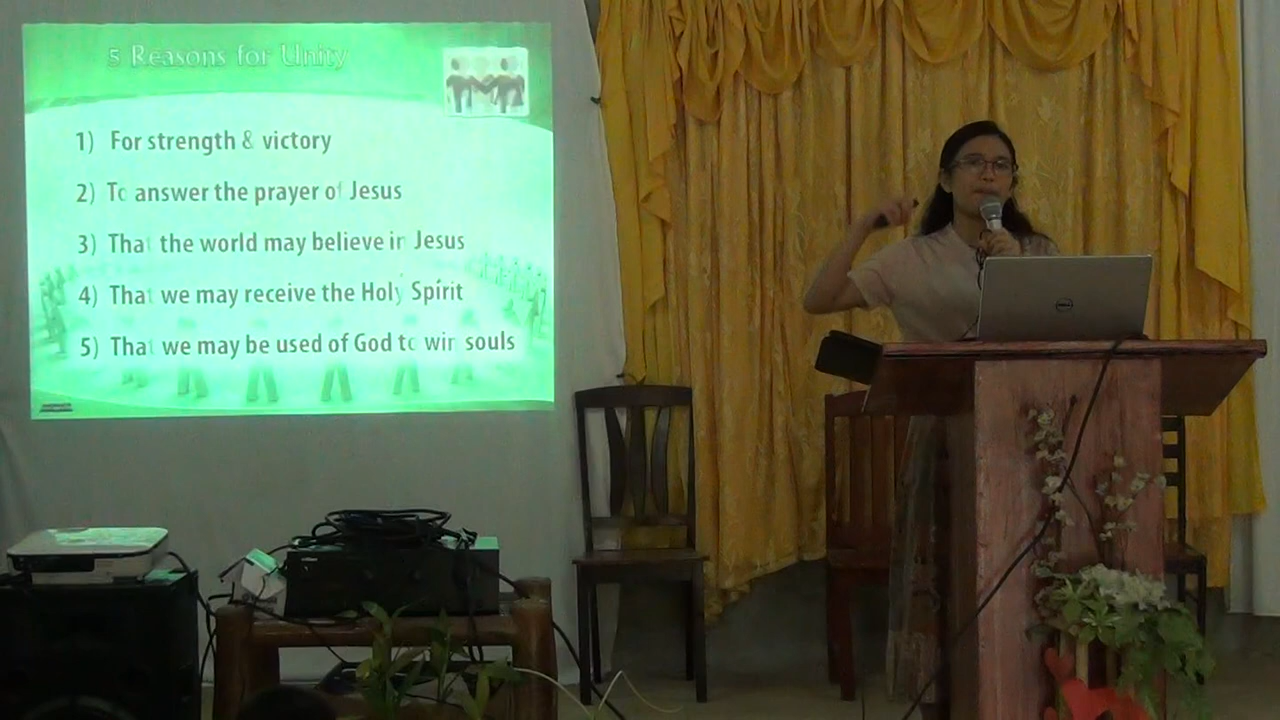 5 Reasons for Unity
1) For strength & victory
2) To answer the prayer of Jesus
3) That the world may believe in Jesus
4) That we may receive the Holy Spirit
5) That we may be used of God to win souls
DELL